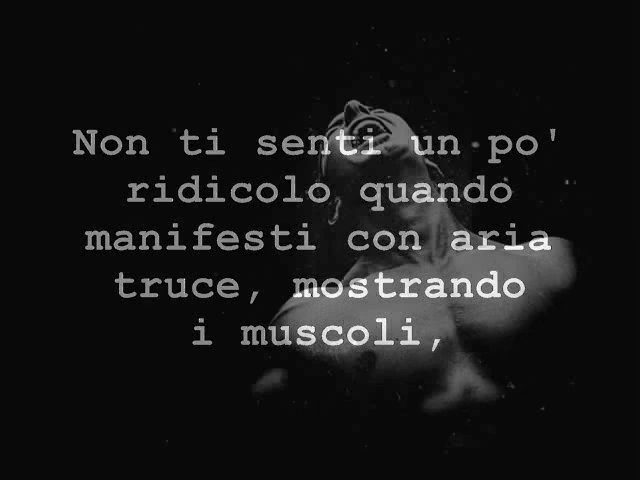 Non ti senti un po'
ridicolo quando
manifesti con aria
truce, mostrando
i muscoli,